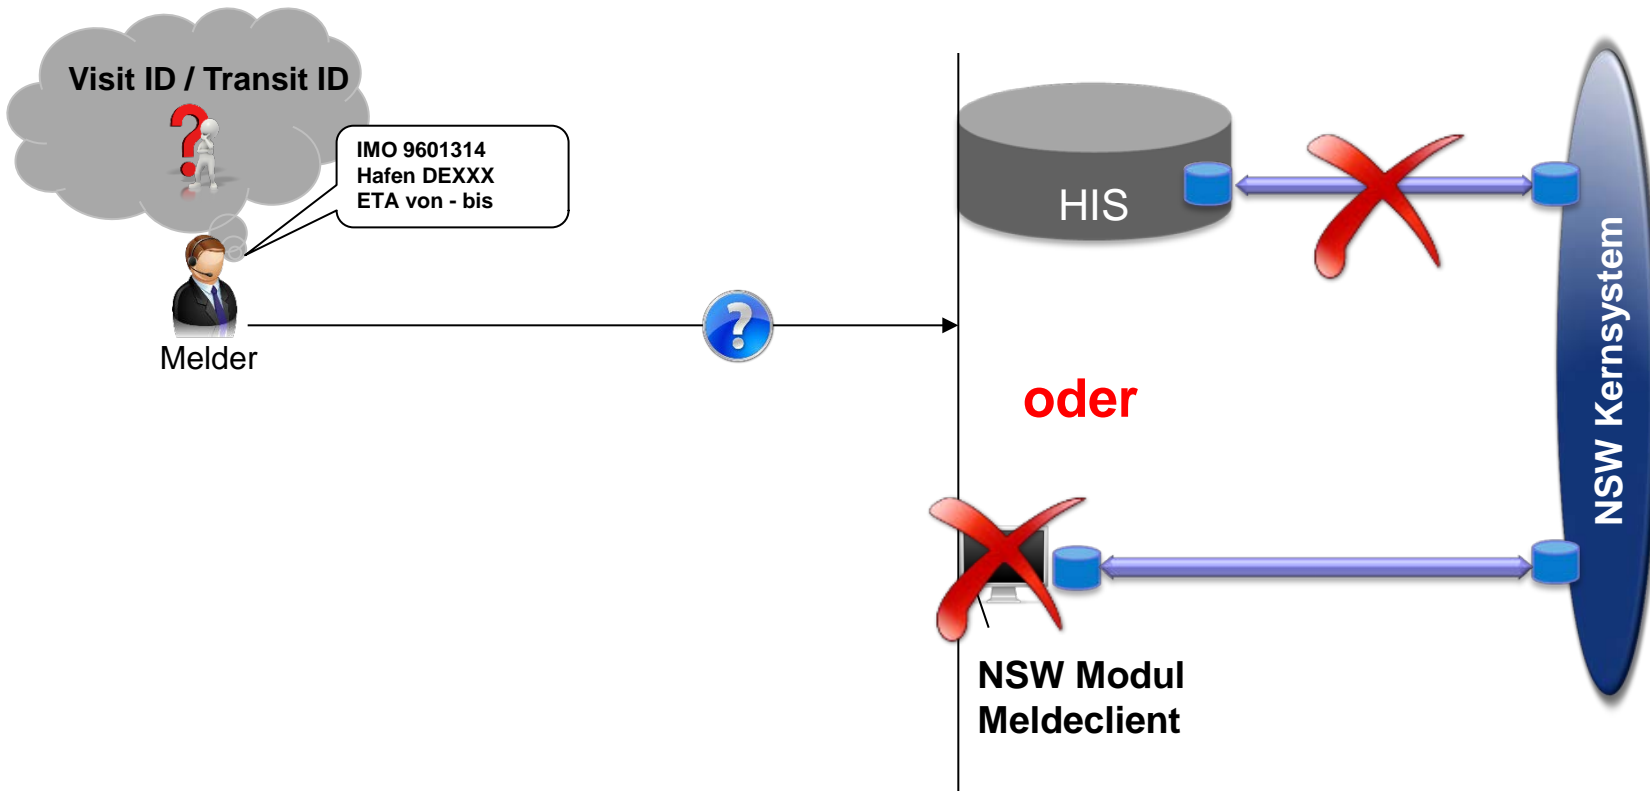 Visit ID / Transit ID
IMO 9601314
Hafen DEXXX
ETA von - bis
Melder
HIS
oder
NSW Kernsystem
NSW Modul
Meldeclient